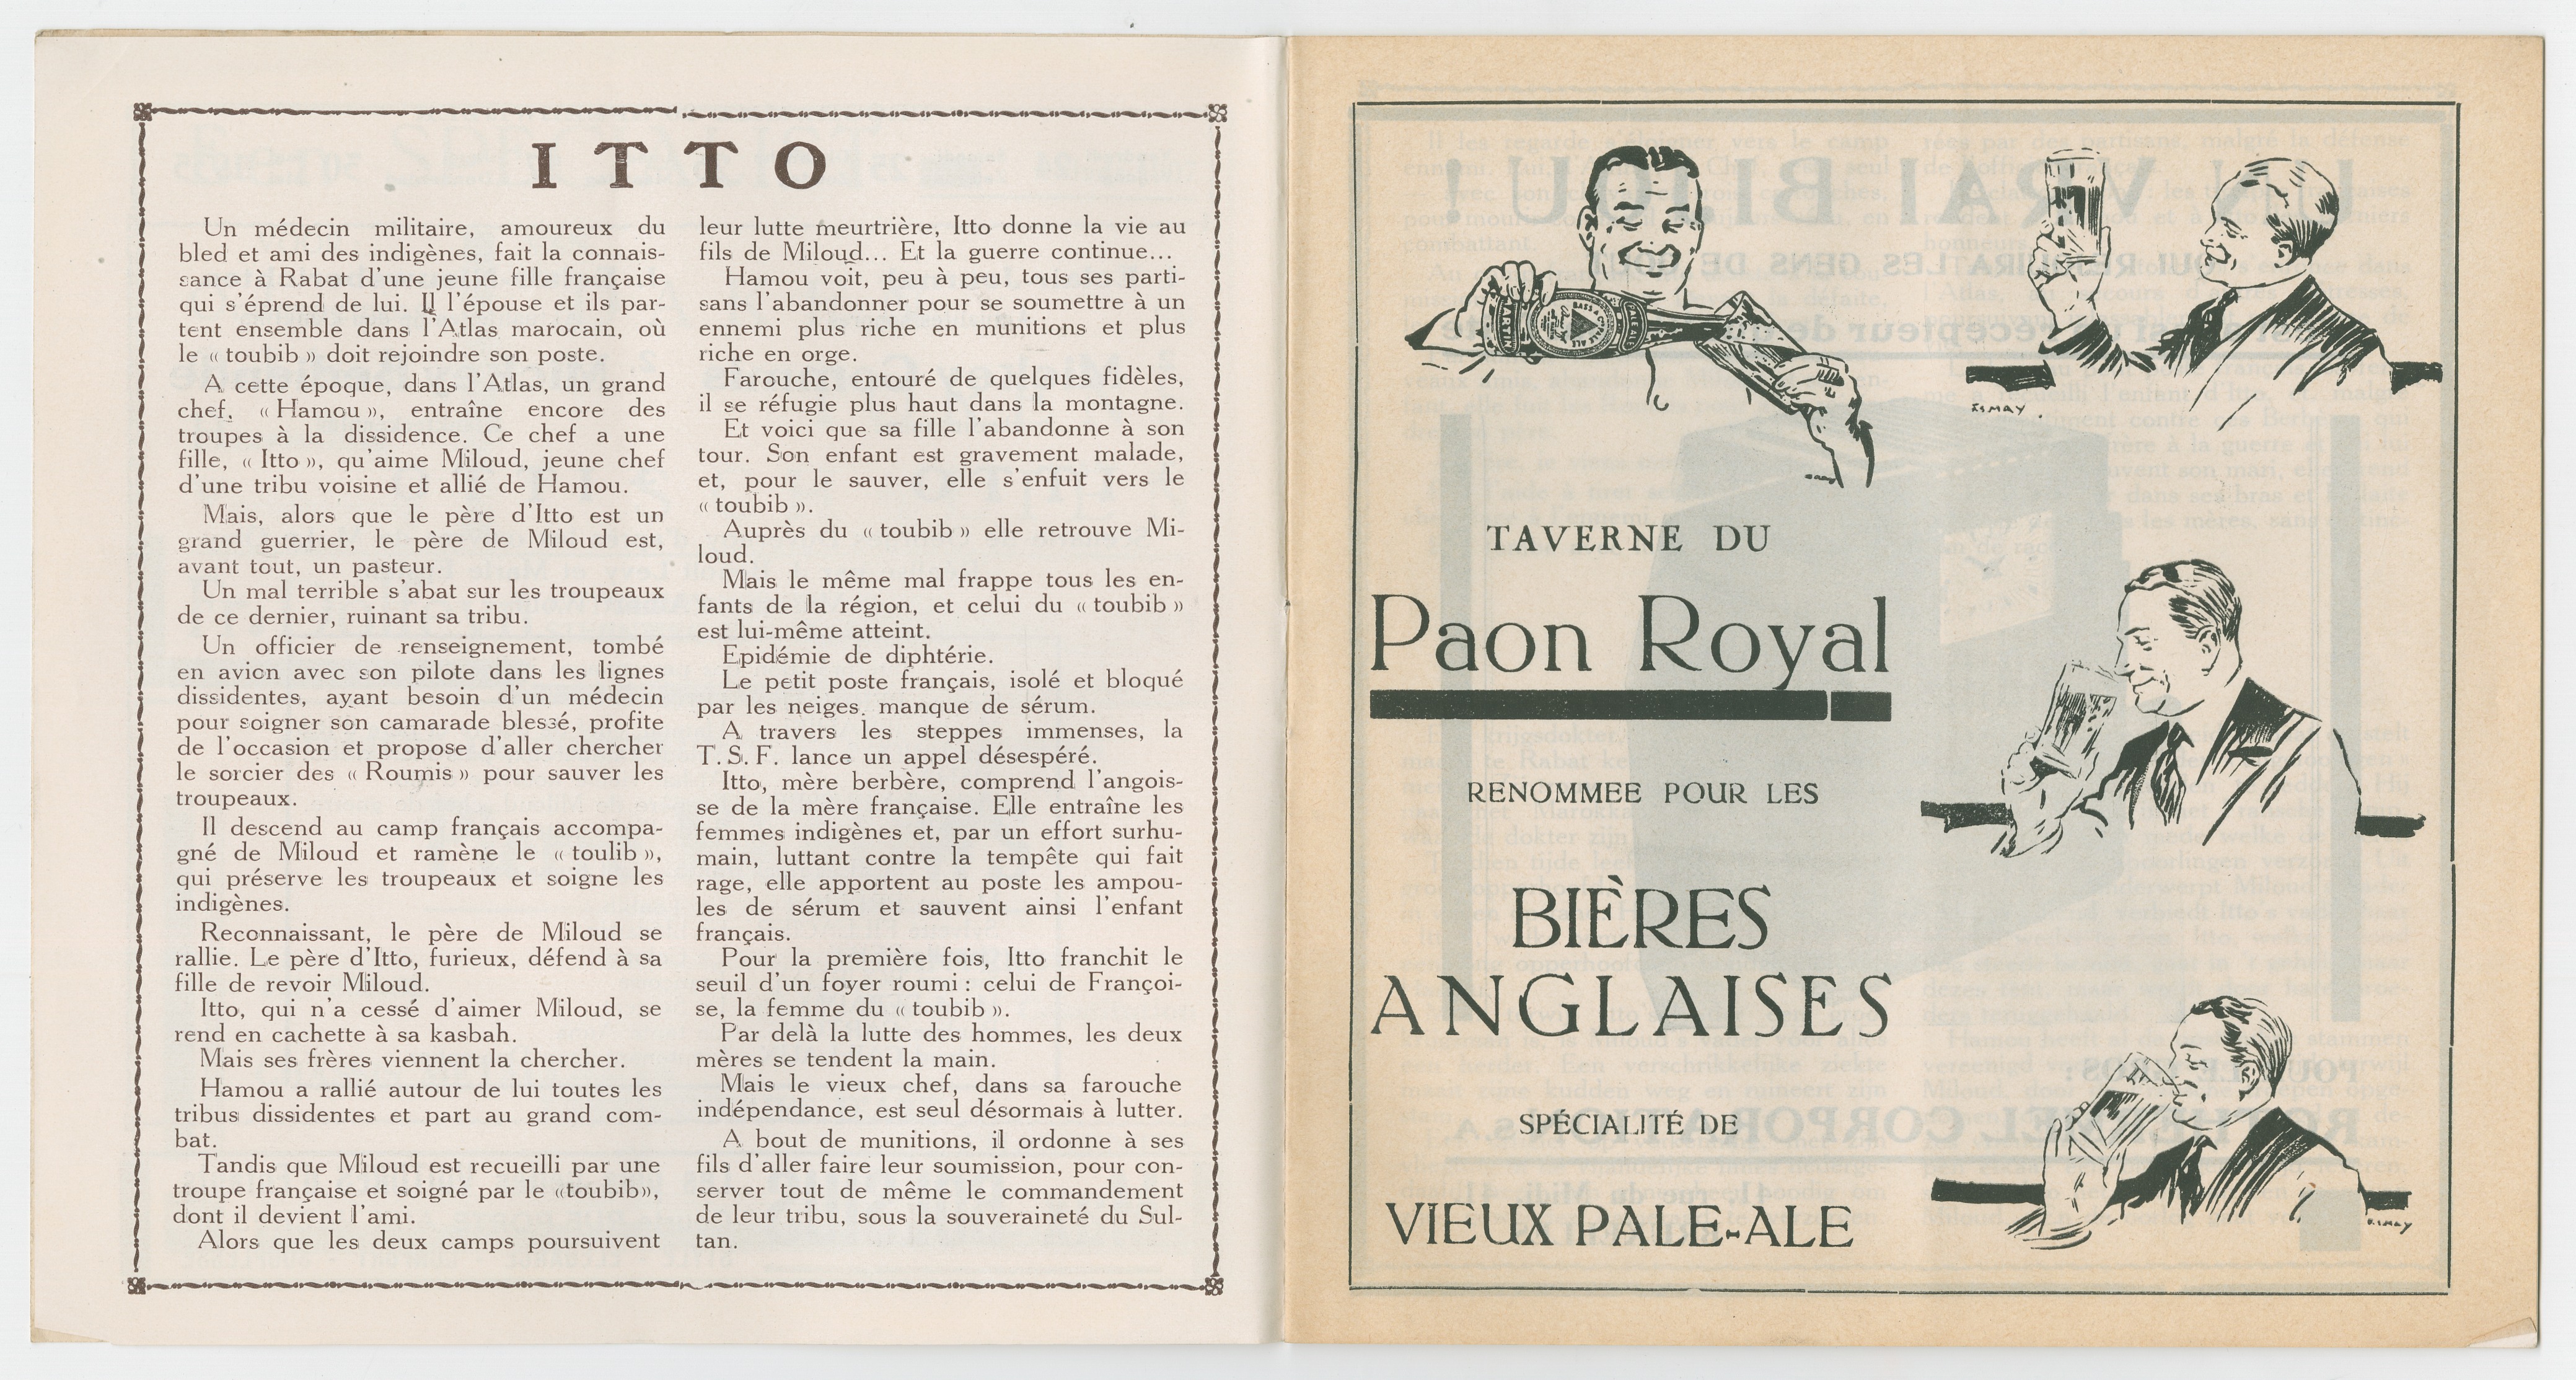 ITTO
Un médecin militaire, amoureux du
bled et ami des indigènes, fait la connais-
sance à Rabat d'une jeune fille française
qui s'éprend de lui. Il l'épouse et ils par-
tent ensemble dans l'Atlas marocain, où
le « toubib » doit rejoindre son poste.
A cette époque, dans l'Atlas, un grand
chef, « Hamou », entraîne encore des
troupes à la dissidence. Ce chef a une
fille, « Itto », qu'aime Miloud, jeune chef
d'une tribu voisine et allié de Hamou.
Mais, alors que le père d'Itto est un
grand guerrier, le père de Miloud est,
avant tout, un pasteur.
Un mal terrible s'abat sur les troupeaux
de ce dernier, ruinant sa tribu.
Un officier de renseignement, tombé
en avion avec son pilote dans les lignes
dissidentes, ayant besoin d'un médecin
pour soigner son camarade blessé, profite
de l'occasion et propose d'aller chercher
le sorcier des « Roumis » pour sauver les
troupeaux.
Il descend au camp français accompa-
gné de Miloud et ramène le « toulib »,
qui préserve les troupeaux et soigne les
indigènes.
Reconnaissant, le père de Miloud se
rallie. Le père d'Itto, furieux, défend à sa
fille de revoir Miloud.
Itto, qui n'a cessé d'aimer Miloud, se
rend en cachette à sa kasbah.
Mais ses frères viennent la chercher.
Hamou a rallié autour de lui toutes les
tribus dissidentes et part au grand com-
bat.
Tandis que Miloud est recueilli par une
troupe française et soigné par le «toubib»,
dont il devient l'ami.
Alors que les deux camps poursuivent
leur lutte meurtrière, Itto donne la vie au
fils de Miloud... Et la guerre continue...
Hamou voit, peu à peu, tous ses parti-
sans l'abandonner pour se soumettre à un
ennemi plus riche en munitions et plus
riche en orge.
Farouche, entouré de quelques fidèles,
il se réfugie plus haut dans la montagne.
Et voici que sa fille l'abandonne à son
tour. Son enfant est gravement malade,
et, pour le sauver, elle s'enfuit vers le
« toubib ».
Auprès du « toubib » elle retrouve Mi-
loud.
Mais le même mal frappe tous les en-
fants de la région, et celui du « toubib »
est lui-même atteint.
Epidémie de diphtérie.
Le petit poste français, isolé et bloqué
par les neiges, manque de sérum.
A travers les steppes immenses, la
T. S. F. lance un appel désespéré.
Itto, mère berbère, comprend l'angois-
se de la mère française. Elle entraîne les
femmes indigènes et, par un effort surhu-
main, luttant contre la tempête qui fait
rage, elle apportent au poste les ampou-
les de sérum et sauvent ainsi l'enfant
français.
Pour la première fois, Itto franchit le
seuil d'un foyer roumi : celui de Françoi-
se, la femme du « toubib ».
Par delà la lutte des hommes, les deux
mères se tendent la main.
Mais le vieux chef, dans sa farouche
indépendance, est seul désormais à lutter.
A bout de munitions, il ordonne à ses
fils d'aller faire leur soumission, pour con-
server tout de même le commandement
de leur tribu, sous la souveraineté du Sul-
tan.
TAVERNE DU
Paon Royal
RENOMMEE POUR LES
BIÈRES
ANGLAISES
SPÉCIALITÉ DE
VIEUX PALE-ALE